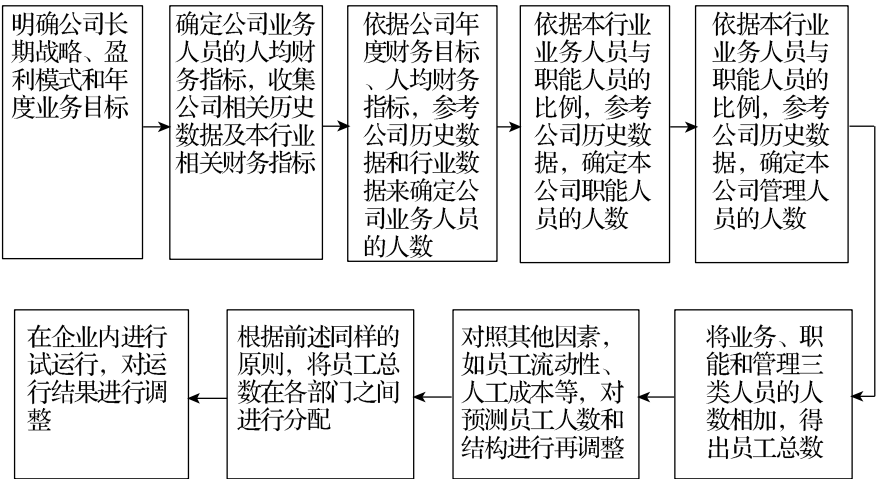 明确公司长
期战略、盈
利模式和年
度业务目标
确定公司业务
人员的人均财
务指标，收集
公司相关历史
数据及本行业
相关财务指标
依据公司年
度财务目标
、人均财务
指标，参考
公司历史数
据和行业数
据来确定公
司业务人员
的人数
依据本行业
业务人员与
职能人员的
比例，参考
公司历史数
据，确定本
公司职能人
员的人数
依据本行业
业务人员与
职能人员的
比例，参考
公司历史数
据，确定本
公司管理人
员的人数
将业务、职
能和管理三
类人员的人
数相加，得
出员工总数
对照其他因素，
如员工流动性、
人工成本等，对
预测员工人数和
结构进行再调整
根据前述同样的
原则，将员工总
数在各部门之间
进行分配
在企业内进行
试运行，对运
行结果进行调
整